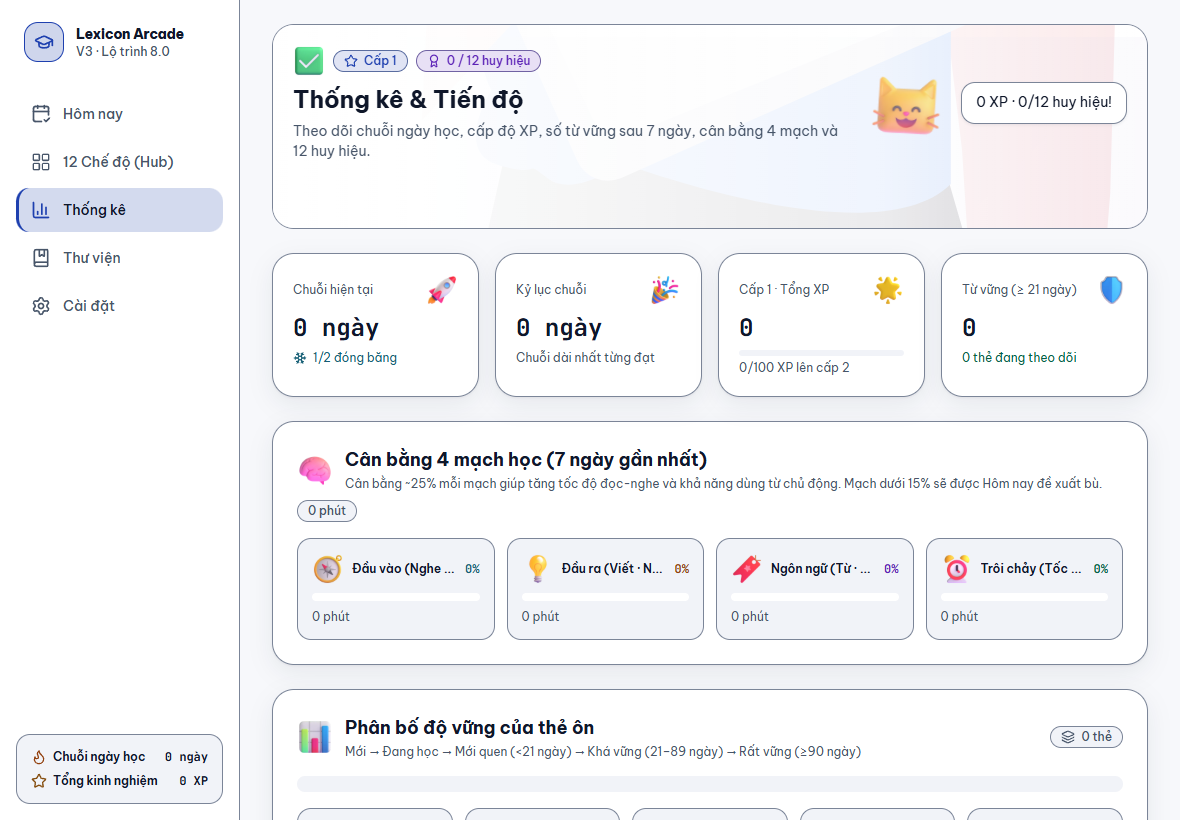 Lexicon Arcade
V3 · Lộ trình 8.0
Hôm nay
12 Chế độ (Hub)
Thống kê
Thư viện
Cài đặt
Chuỗi ngày học 0 ngày
Tổng kinh nghiệm 0 XP
Cấp 1
0 / 12 huy hiệu
Thống kê & Tiến độ
Theo dõi chuỗi ngày học, cấp độ XP, số từ vững sau 7 ngày, cân bằng 4 mạch và
12 huy hiệu.
0 XP · 0/12 huy hiệu!
Chuỗi hiện tại
0 ngày
1/2 đóng băng
Kỷ lục chuỗi
0 ngày
Chuỗi dài nhất từng đạt
Cấp 1 · Tổng XP
0
0/100 XP lên cấp 2
Từ vững (≥ 21 ngày)
0
0 thẻ đang theo dõi
Cân bằng 4 mạch học (7 ngày gần nhất)
Cân bằng ~25% mỗi mạch giúp tăng tốc độ đọc-nghe và khả năng dùng từ chủ động. Mạch dưới 15% sẽ được Hôm nay đề xuất bù.
0 phút
Đầu vào (Nghe ... 0%
0 phút
Đầu ra (Viết · N... 0%
0 phút
Ngôn ngữ (Từ · ... 0%
0 phút
Trôi chảy (Tốc ... 0%
0 phút
Phân bố độ vững của thẻ ôn
Mới → Đang học → Mới quen (<21 ngày) → Khá vững (21–89 ngày) → Rất vững (≥90 ngày)
0 thẻ